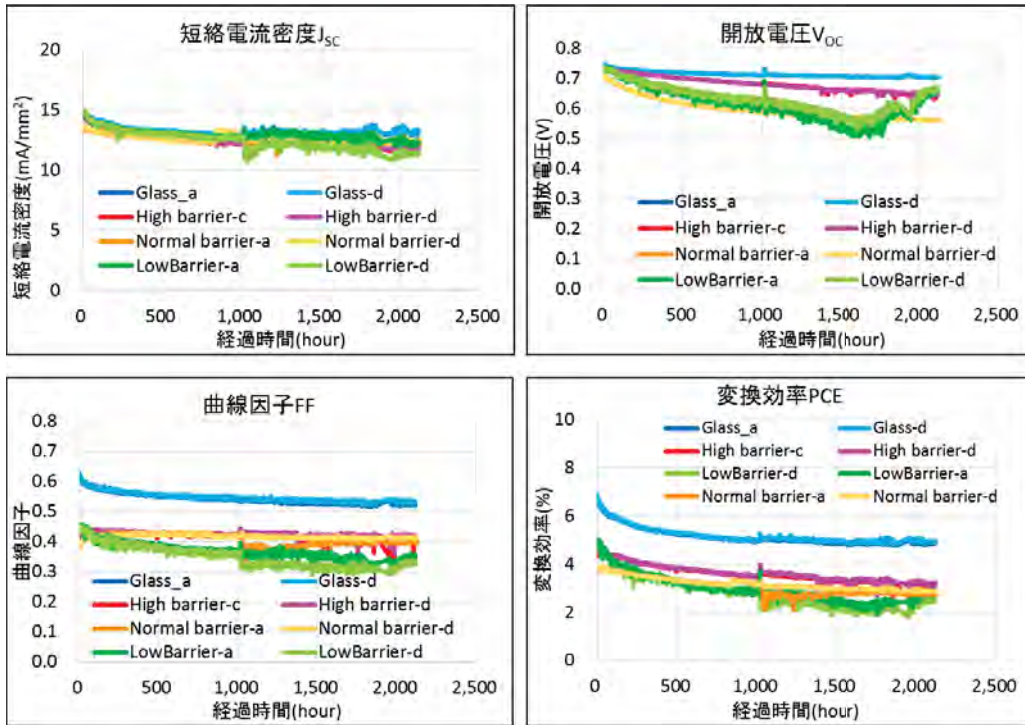 短絡電流密度JSC
短絡電流密度(mA/mm²)
20
15
10
5
0
Glass_a
Glass-d
High barrier-c
High barrier-d
Normal barrier-a
Normal barrier-d
LowBarrier-a
LowBarrier-d
0 500 1,000 1,500 2,000 2,500
経過時間(hour)
開放電圧VOC
開放電圧(V)
0.8
0.7
0.6
0.5
0.4
0.3
0.2
0.1
0.0
Glass_a
Glass-d
High barrier-c
High barrier-d
Normal barrier-a
Normal barrier-d
LowBarrier-a
LowBarrier-d
0 500 1,000 1,500 2,000 2,500
経過時間(hour)
曲線因子FF
曲線因子
0.8
0.7
0.6
0.5
0.4
0.3
0.2
0.1
0.0
Glass_a
Glass-d
High barrier-c
High barrier-d
Normal barrier-a
Normal barrier-d
LowBarrier-a
LowBarrier-d
0 500 1,000 1,500 2,000 2,500
経過時間(hour)
変換効率PCE
変換効率(%)
10
8
6
4
2
0
Glass_a
Glass-d
High barrier-c
High barrier-d
LowBarrier-d
LowBarrier-a
Normal barrier-a
Normal barrier-d
0 500 1,000 1,500 2,000 2,500
経過時間(hour)